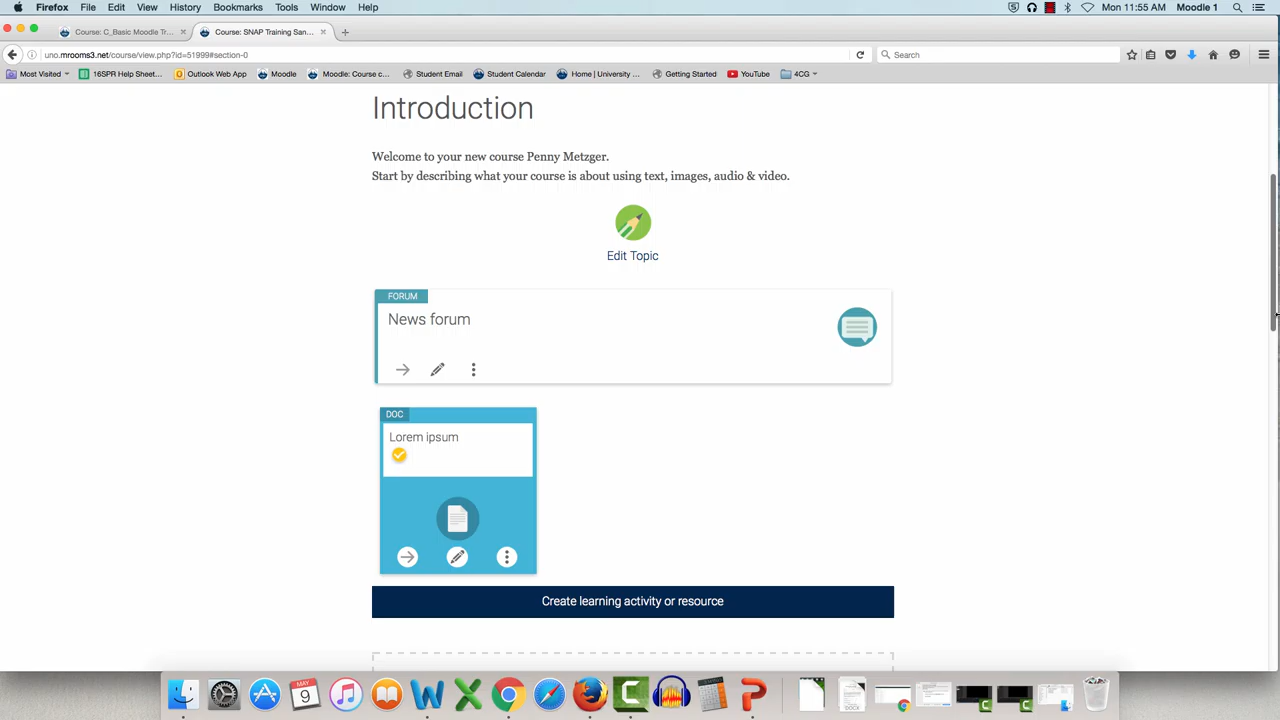 Firefox File Edit View History Bookmarks Tools Window Help Mon 11:55 AM Moodle 1
Course: C_Basic Moodle Tr... Course: SNAP Training San...
uno.mrooms3.net/course/view.php?id=51999#section-0 Search
Most Visited 16SPR Help Sheet... Outlook Web App Moodle Moodle: Course c... Student Email Student Calendar Home | University ... Getting Started YouTube 4CG
Introduction
Welcome to your new course Penny Metzger.
Start by describing what your course is about using text, images, audio & video.
Edit Topic
FORUM
News forum
DOC
Lorem ipsum
Create learning activity or resource
MAY
9
DOCX